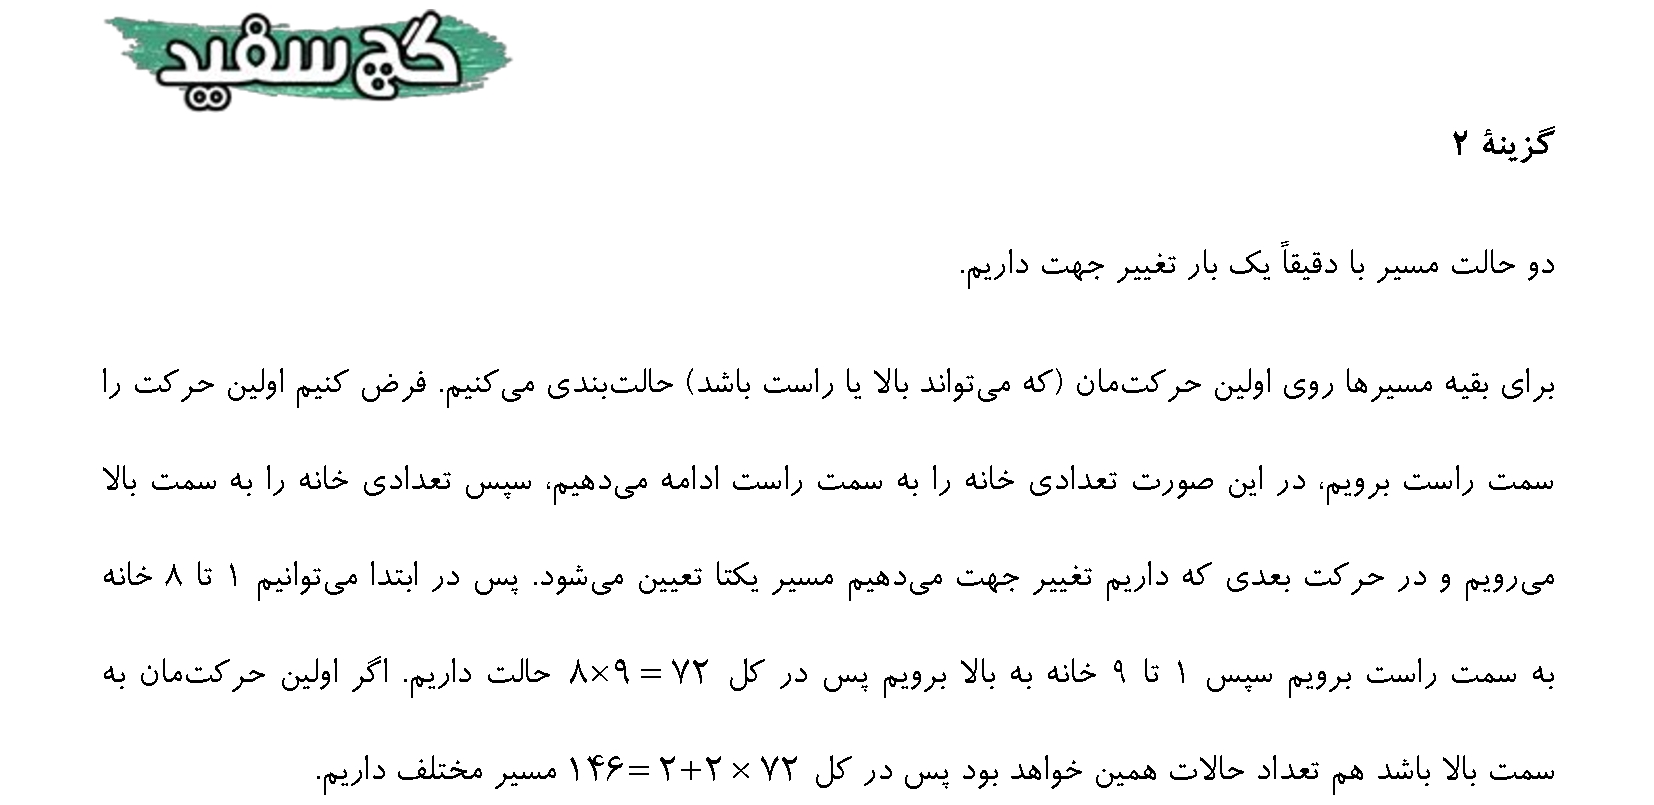 گچ سفید
گزینهٔ ۲
دو حالت مسیر با دقیقاً یک بار تغییر جهت داریم.
برای بقیه مسیرها روی اولین حرکت‌مان (که می‌تواند بالا یا راست باشد) حالت‌بندی می‌کنیم. فرض کنیم اولین حرکت را
سمت راست برویم، در این صورت تعدادی خانه را به سمت راست ادامه می‌دهیم، سپس تعدادی خانه را به سمت بالا
می‌رویم و در حرکت بعدی که داریم تغییر جهت می‌دهیم مسیر یکتا تعیین می‌شود. پس در ابتدا می‌توانیم ۱ تا ۸ خانه
به سمت راست برویم سپس ۱ تا ۹ خانه به بالا برویم پس در کل ۸×۹ = ۷۲ حالت داریم. اگر اولین حرکت‌مان به
سمت بالا باشد هم تعداد حالات همین خواهد بود پس در کل ۱۴۶=۲+۲×۷۲ مسیر مختلف داریم.